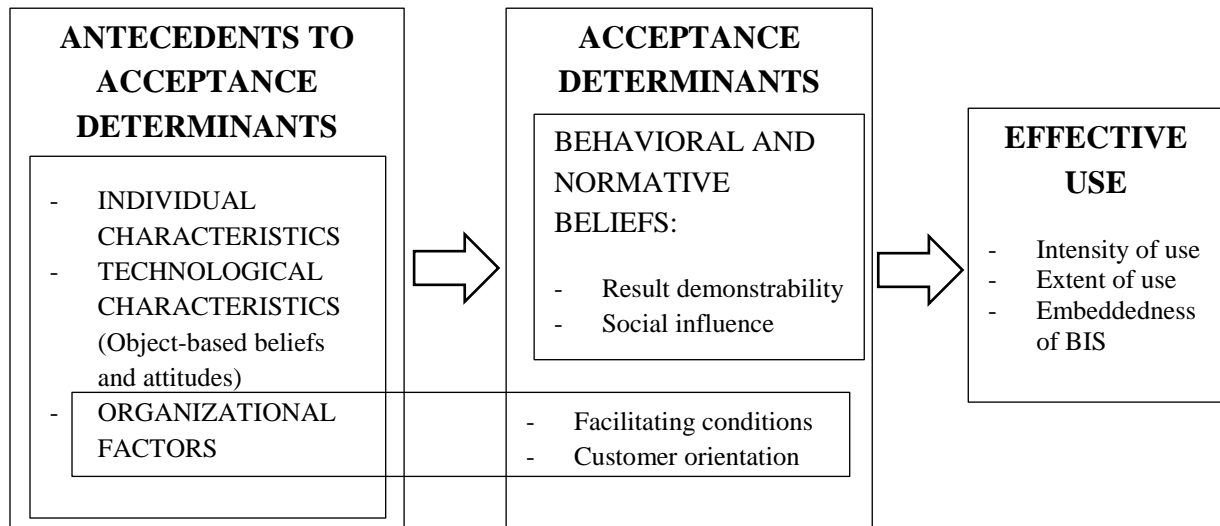 ANTECEDENTS TO
ACCEPTANCE
DETERMINANTS
- INDIVIDUAL
CHARACTERISTICS
- TECHNOLOGICAL
CHARACTERISTICS
(Object-based beliefs
and attitudes)
- ORGANIZATIONAL
FACTORS
ACCEPTANCE
DETERMINANTS
BEHAVIORAL AND
NORMATIVE
BELIEFS:
- Result demonstrability
- Social influence
- Facilitating conditions
- Customer orientation
EFFECTIVE
USE
- Intensity of use
- Extent of use
- Embeddedness
of BIS